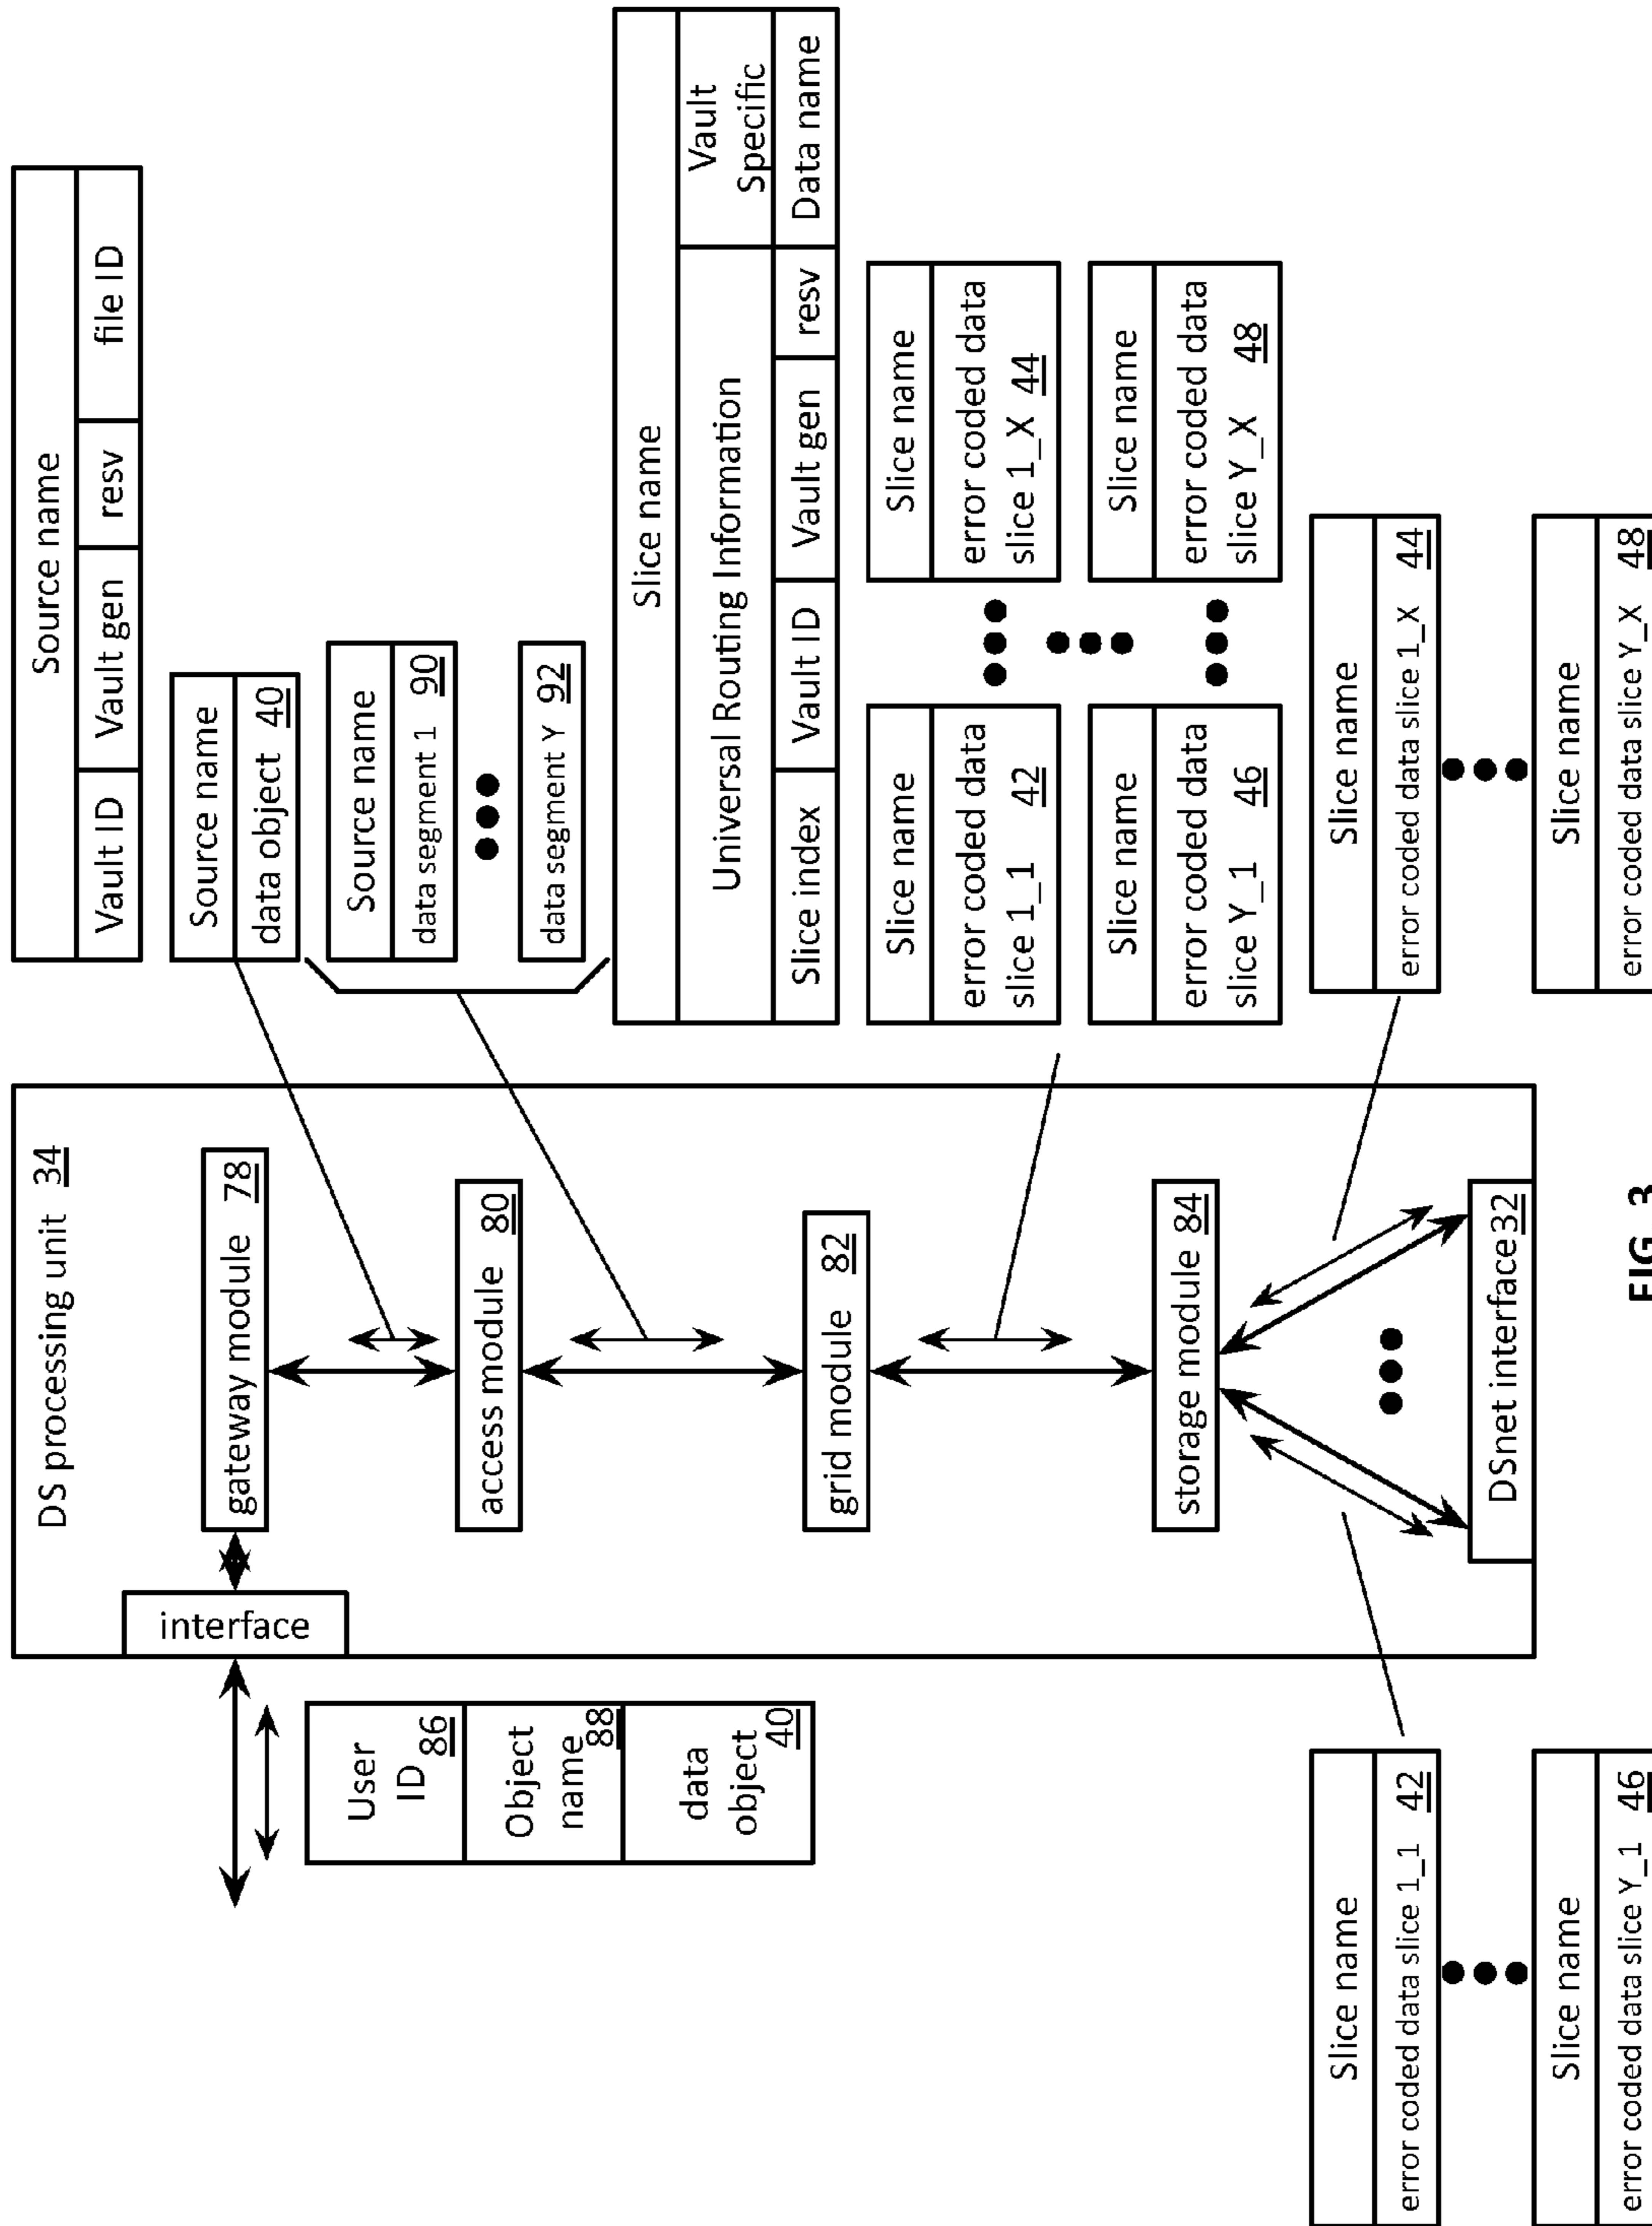 DS processing unit 34
interface
gateway module 78
access module 80
grid module 82
storage module 84
DSnet interface 32
User
ID 86
Object
name 88
data
object 40
Source name
Vault ID
Vault gen
resv
file ID
Source name
data object 40
Source name
data segment 1 90
data segment Y 92
Slice name
Universal Routing Information
Vault
Specific
Slice index
Vault ID
Vault gen
resv
Data name
Slice name
error coded data
slice 1_1 42
Slice name
error coded data
slice 1_X 44
Slice name
error coded data
slice Y_1 46
Slice name
error coded data
slice Y_X 48
Slice name
error coded data slice 1_1 42
Slice name
error coded data slice Y_1 46
Slice name
error coded data slice 1_X 44
Slice name
error coded data slice Y_X 48
FIG. 3